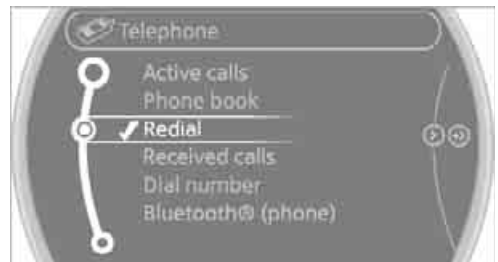 Telephone
Active calls
Phone book
Redial
Received calls
Dial number
Bluetooth® (phone)